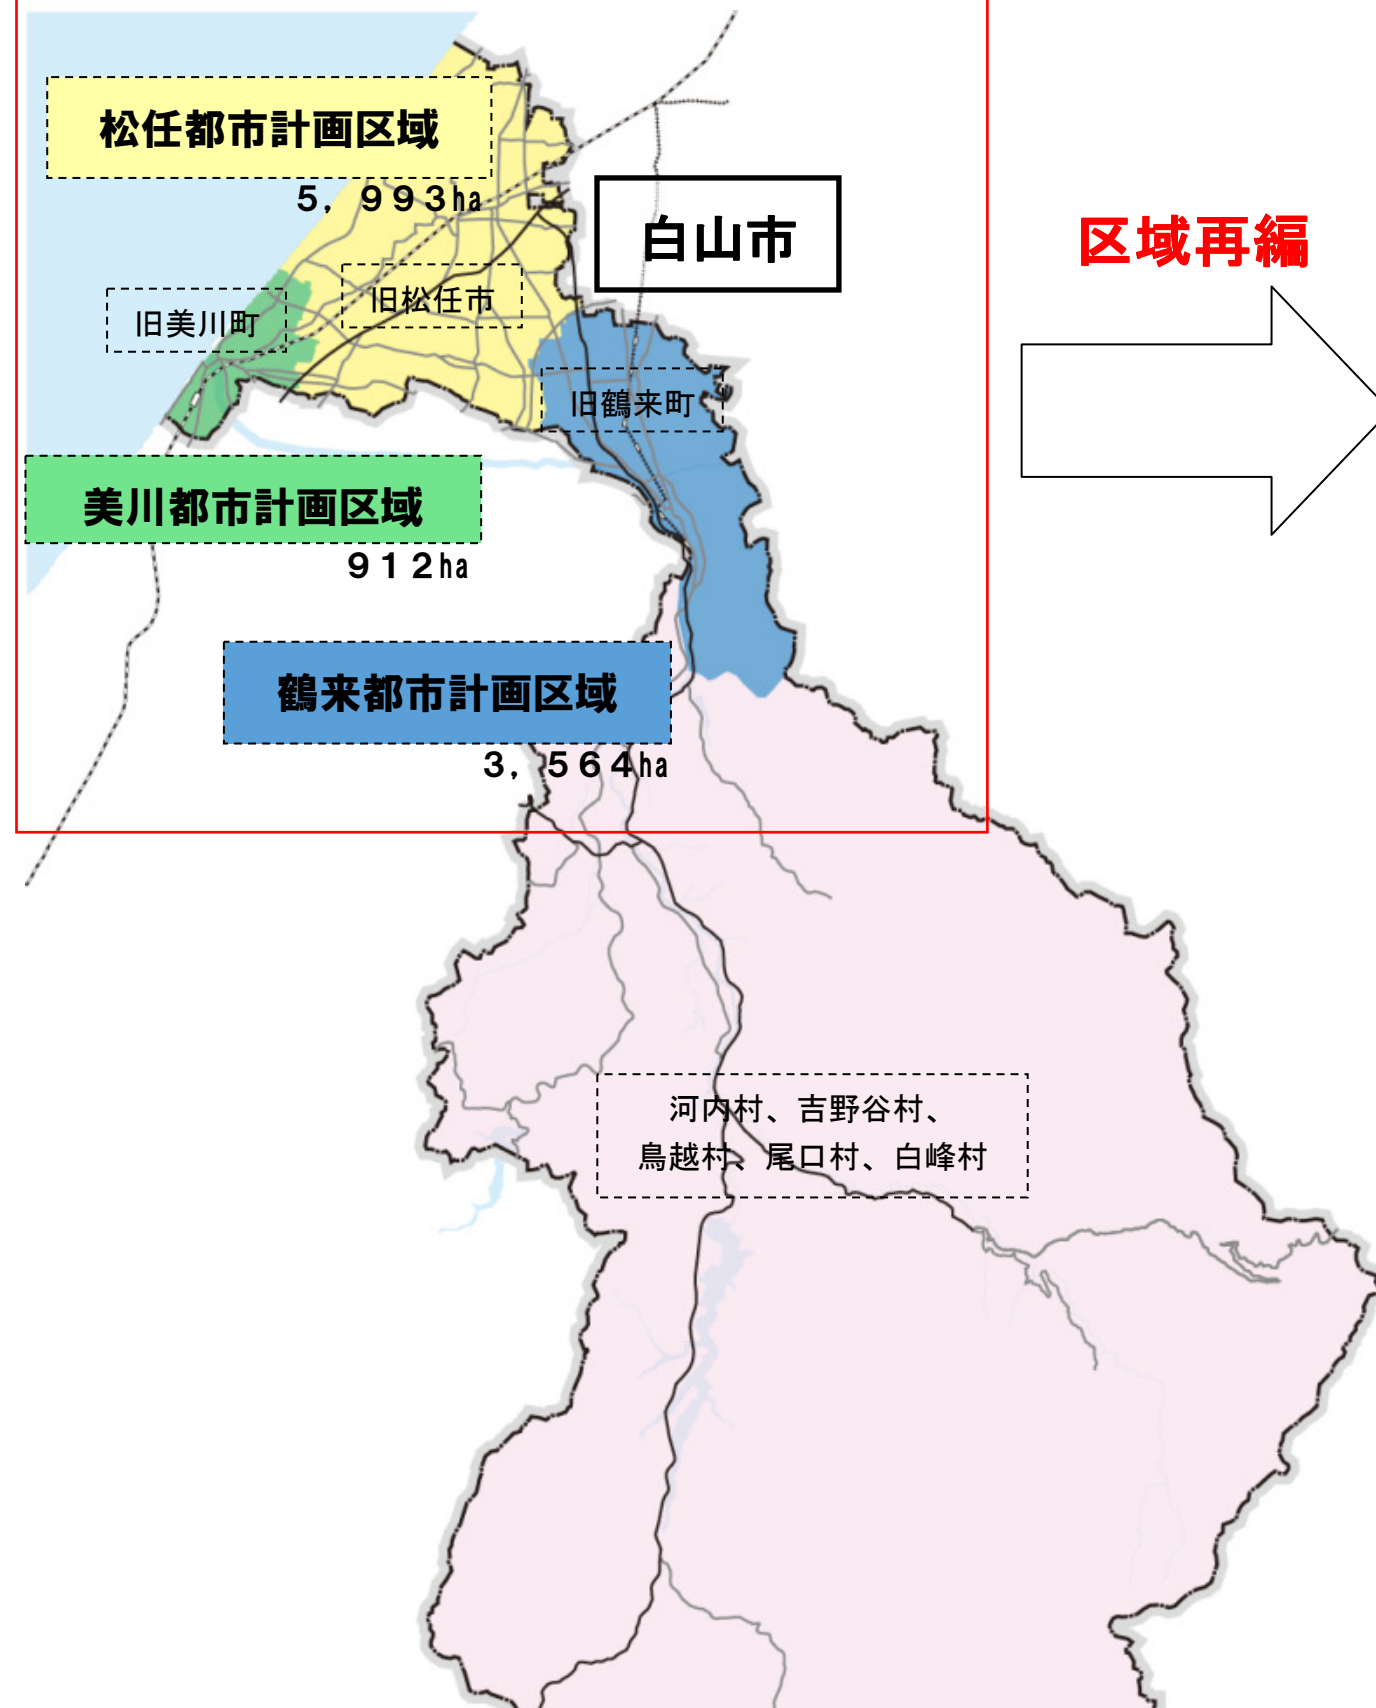 松任都市計画区域
５，９９３ha
白山市
区域再編
旧松任市
旧美川町
旧鶴来町
美川都市計画区域
９１２ha
鶴来都市計画区域
３，５６４ha
河内村、吉野谷村、
鳥越村、尾口村、白峰村